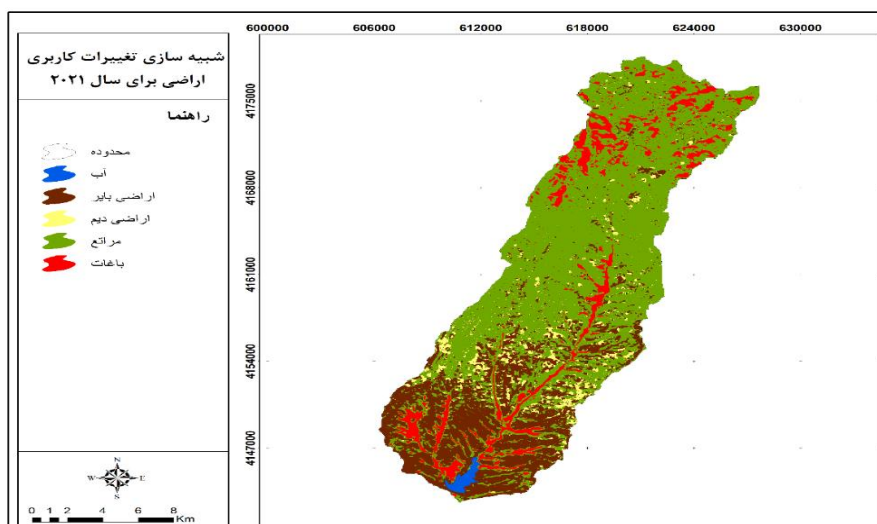 600000 606000 612000 618000 624000 630000
شبیه سازی تغییرات کاربری
اراضی برای سال ۲۰۲۱
راهنما
محدوده
آب
اراضی بایر
اراضی دیم
مراتع
باغات
4175000
4168000
4161000
4154000
4147000
N
W E
S
0 1 2 4 6 8
Km